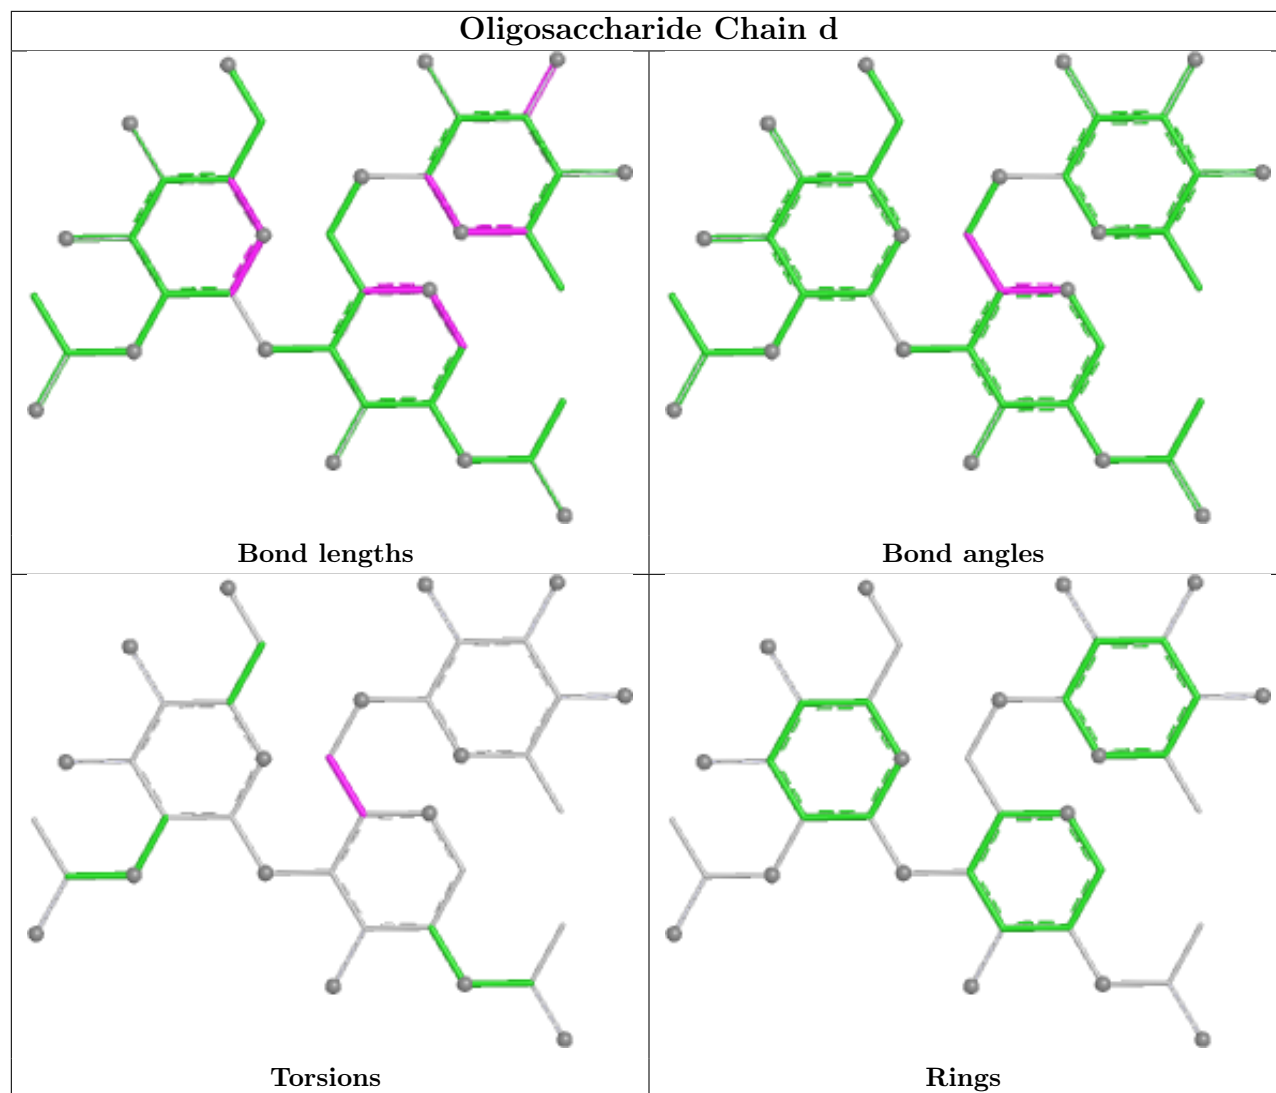 Oligosaccharide Chain d
Bond lengths
Bond angles
Torsions
Rings